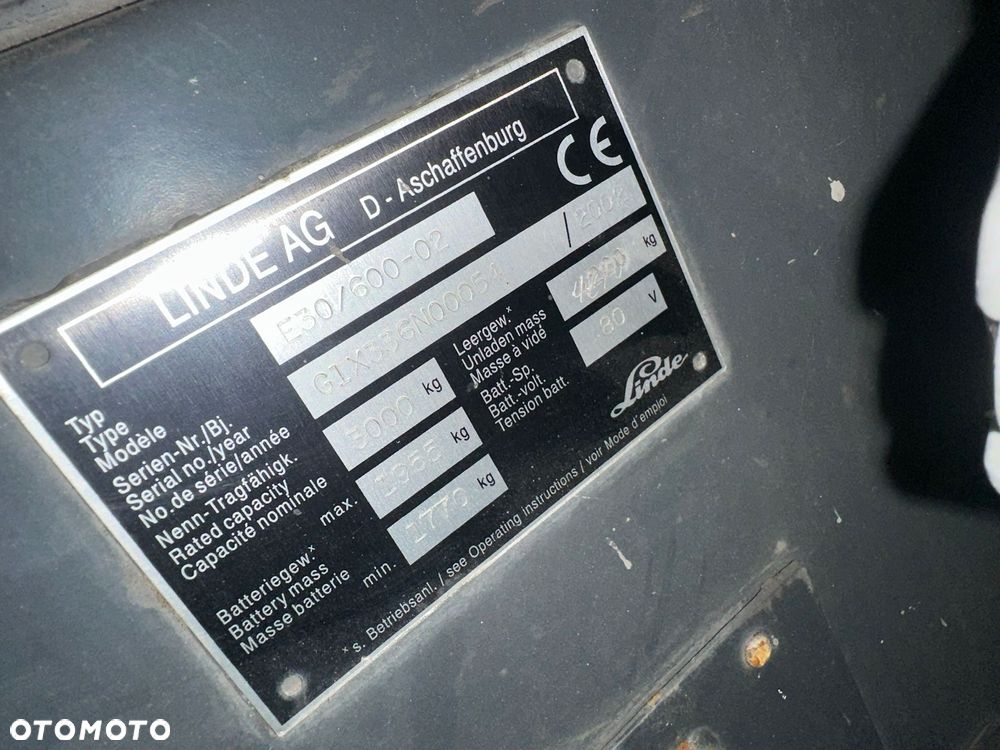 LINDE AG D - Aschaffenburg
CE
Typ
Type
Modèle
E30/600-02
Serien-Nr./Bj.
Serial no./year
No. de série/année
/
Nenn-Tragfähigk.
Rated capacity
Capacité nominale
3000 kg
Leergew.x
Unladen mass
Masse à vide
kg
Batteriegew.x
Battery mass
Masse batterie
max.
kg
min.
1770 kg
Batt.-Sp.
Batt.-volt.
Tension batt.
80 V
Linde
x s. Betriebsanl. / see Operating instructions / voir Mode d'emploi
OTOMOTO